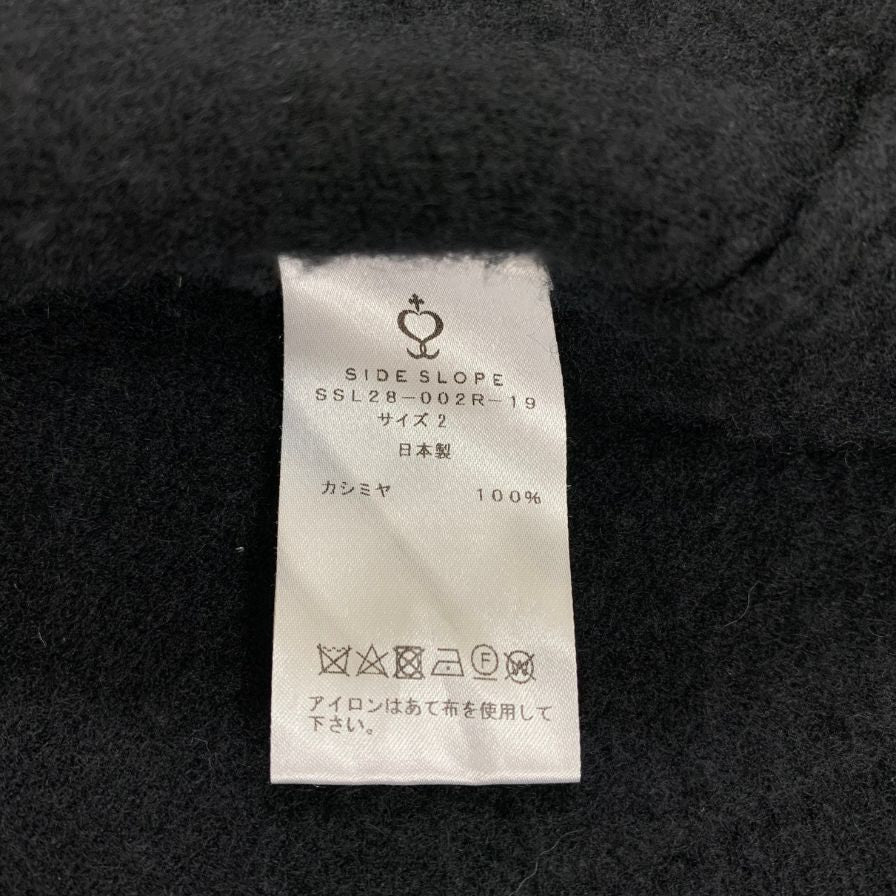 SIDE SLOPE
SSL28-002R-19
サイズ 2
日本製
カシミヤ 100%
F W
アイロンはあて布を使用して
下さい。